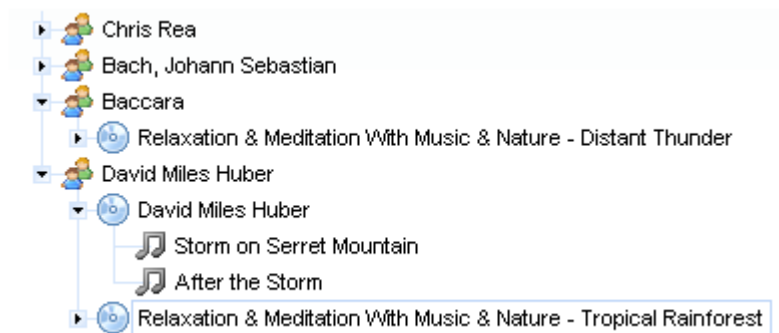 Chris Rea
Bach, Johann Sebastian
Baccara
Relaxation & Meditation With Music & Nature - Distant Thunder
David Miles Huber
David Miles Huber
Storm on Serret Mountain
After the Storm
Relaxation & Meditation With Music & Nature - Tropical Rainforest